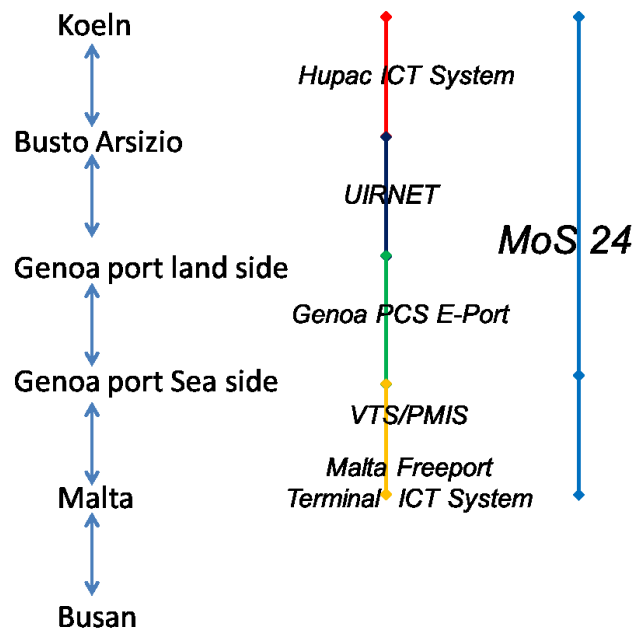 Koeln
Hupac ICT System
Busto Arsizio
UIRNET
MoS 24
Genoa port land side
Genoa PCS E-Port
Genoa port Sea side
VTS/PMIS
Malta Freeport
Malta
Terminal ICT System
Busan